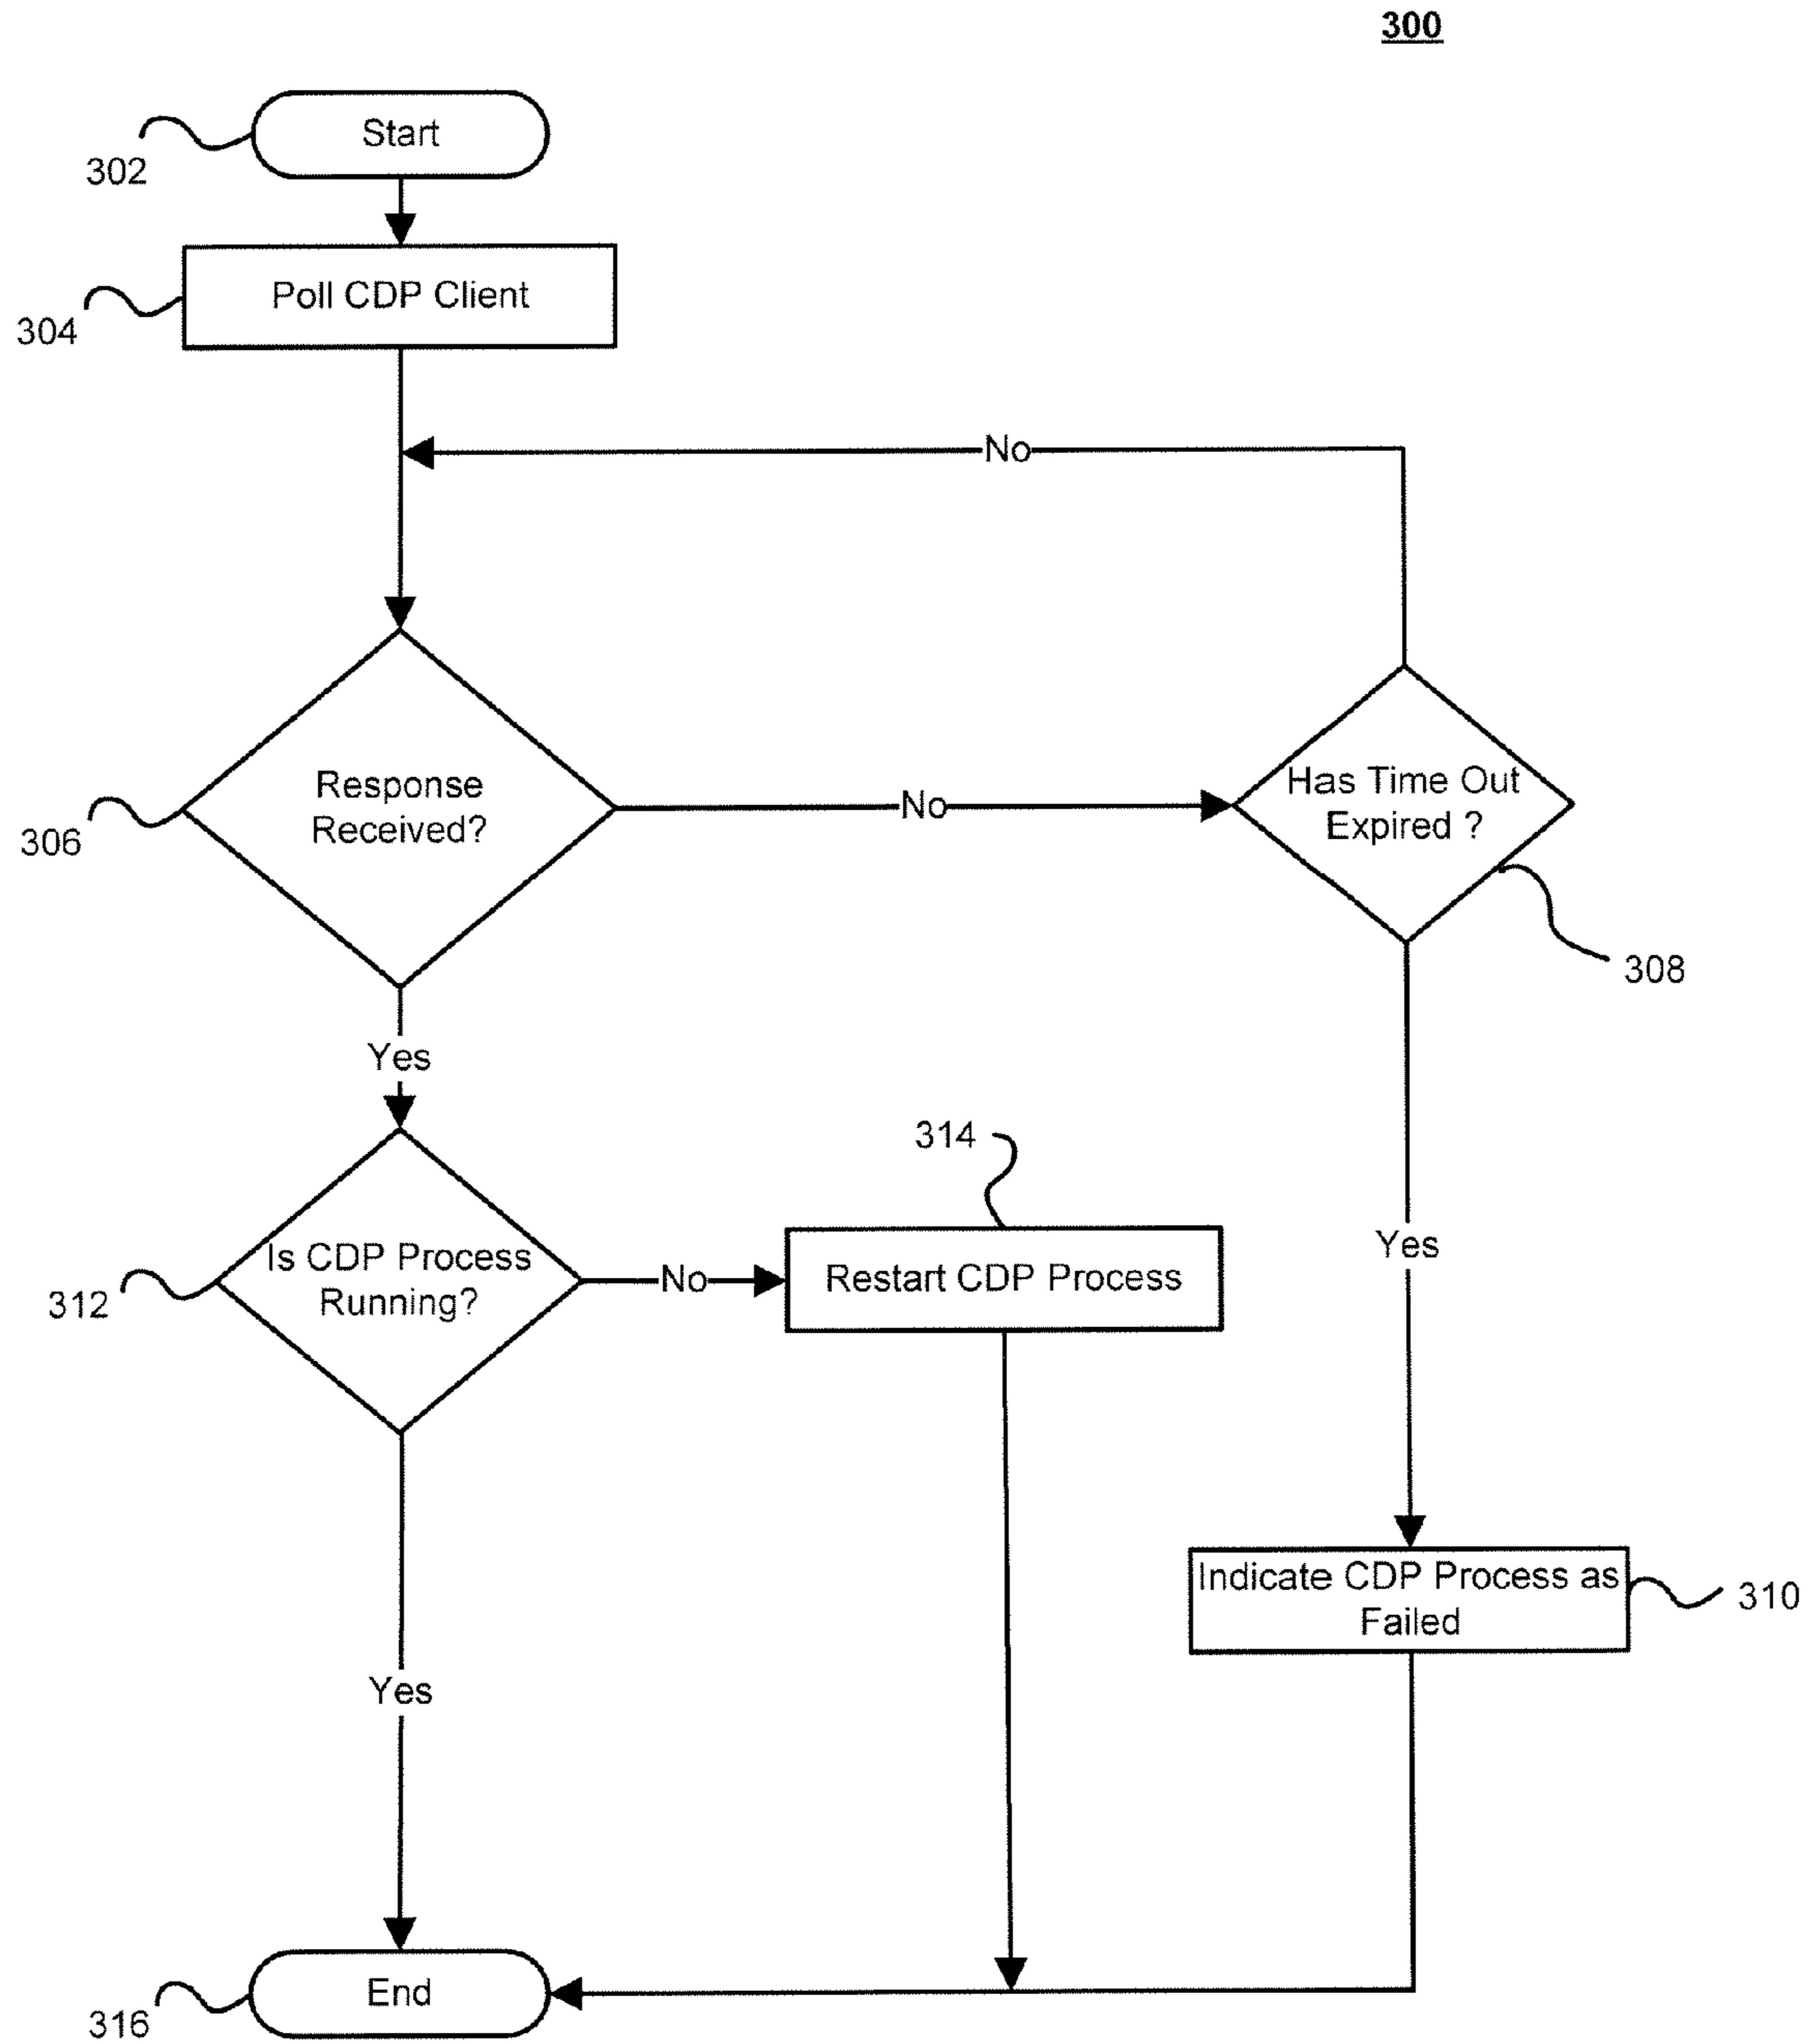 300
Start
302
Poll CDP Client
304
No
Response
Received?
306
No
Has Time Out
Expired ?
308
Yes
314
Is CDP Process
Running?
312
No
Restart CDP Process
Yes
Indicate CDP Process as
Failed
310
Yes
End
316